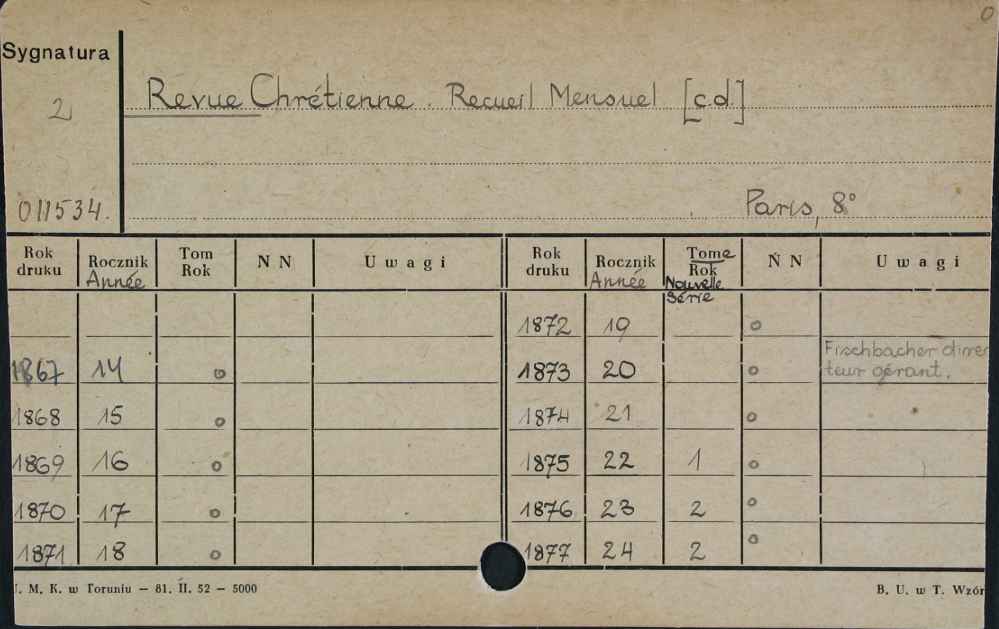 0
Sygnatura
2
Revue Chrétienne. Recueil Mensuel [c.d.]
011534.
Paris, 8°
Rok druku Rocznik Année Tom Rok N N Uwagi Rok druku Rocznik Année Tome Rok Nouvelle Série N N Uwagi
1872 19 o
1867 14 o 1873 20 o Fischbacher direc
teur gérant.
1868 15 o 1874 21 o
1869 16 o 1875 22 1 o
1870 17 o 1876 23 2 o
1871 18 o 1877 24 2 o
. M. K. w Toruniu — 81. II. 52 — 5000 B. U. w T. Wzór